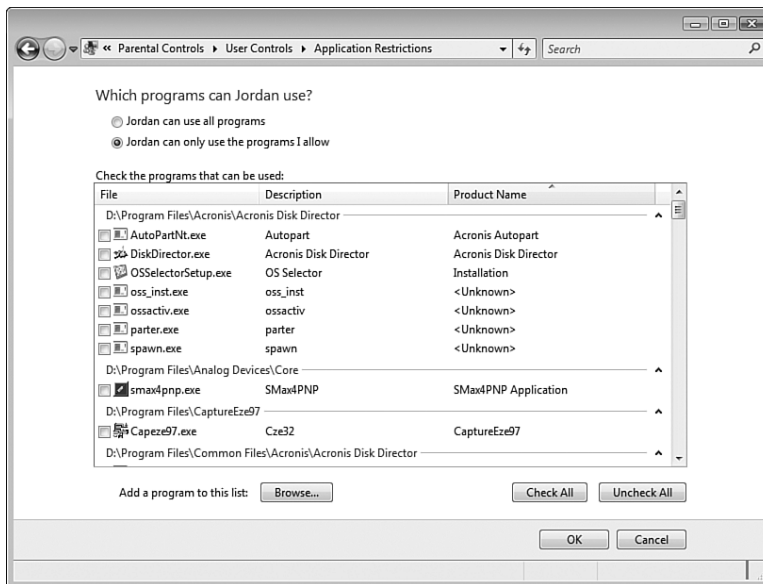 « Parental Controls ▸ User Controls ▸ Application Restrictions Search
Which programs can Jordan use?
Jordan can use all programs
Jordan can only use the programs I allow
Check the programs that can be used:
File Description Product Name
D:\Program Files\Acronis\Acronis Disk Director
AutoPartNt.exe Autopart Acronis Autopart
DiskDirector.exe Acronis Disk Director Acronis Disk Director
OSSelectorSetup.exe OS Selector Installation
oss_inst.exe oss_inst <Unknown>
ossactiv.exe ossactiv <Unknown>
parter.exe parter <Unknown>
spawn.exe spawn <Unknown>
D:\Program Files\Analog Devices\Core
smax4pnp.exe SMax4PNP SMax4PNP Application
D:\Program Files\CaptureEze97
Capeze97.exe Cze32 CaptureEze97
D:\Program Files\Common Files\Acronis\Acronis Disk Director
Add a program to this list: Browse... Check All Uncheck All
OK Cancel